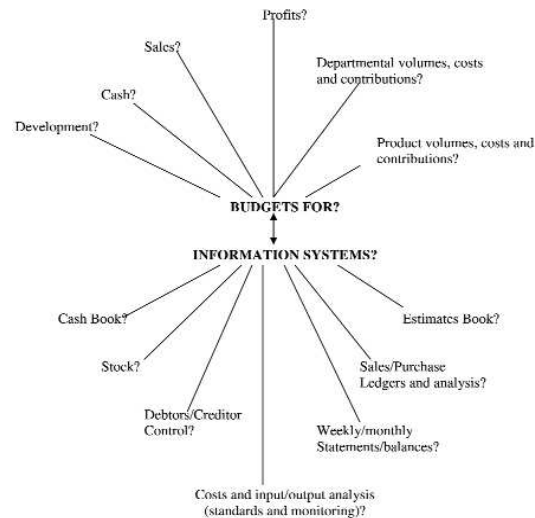 Profits?
Sales?
Departmental volumes, costs
and contributions?
Cash?
Development?
Product volumes, costs and
contributions?
BUDGETS FOR?
INFORMATION SYSTEMS?
Cash Book?
Estimates Book?
Stock?
Sales/Purchase
Ledgers and analysis?
Debtors/Creditor
Control?
Weekly/monthly
Statements/balances?
Costs and input/output analysis
(standards and monitoring)?